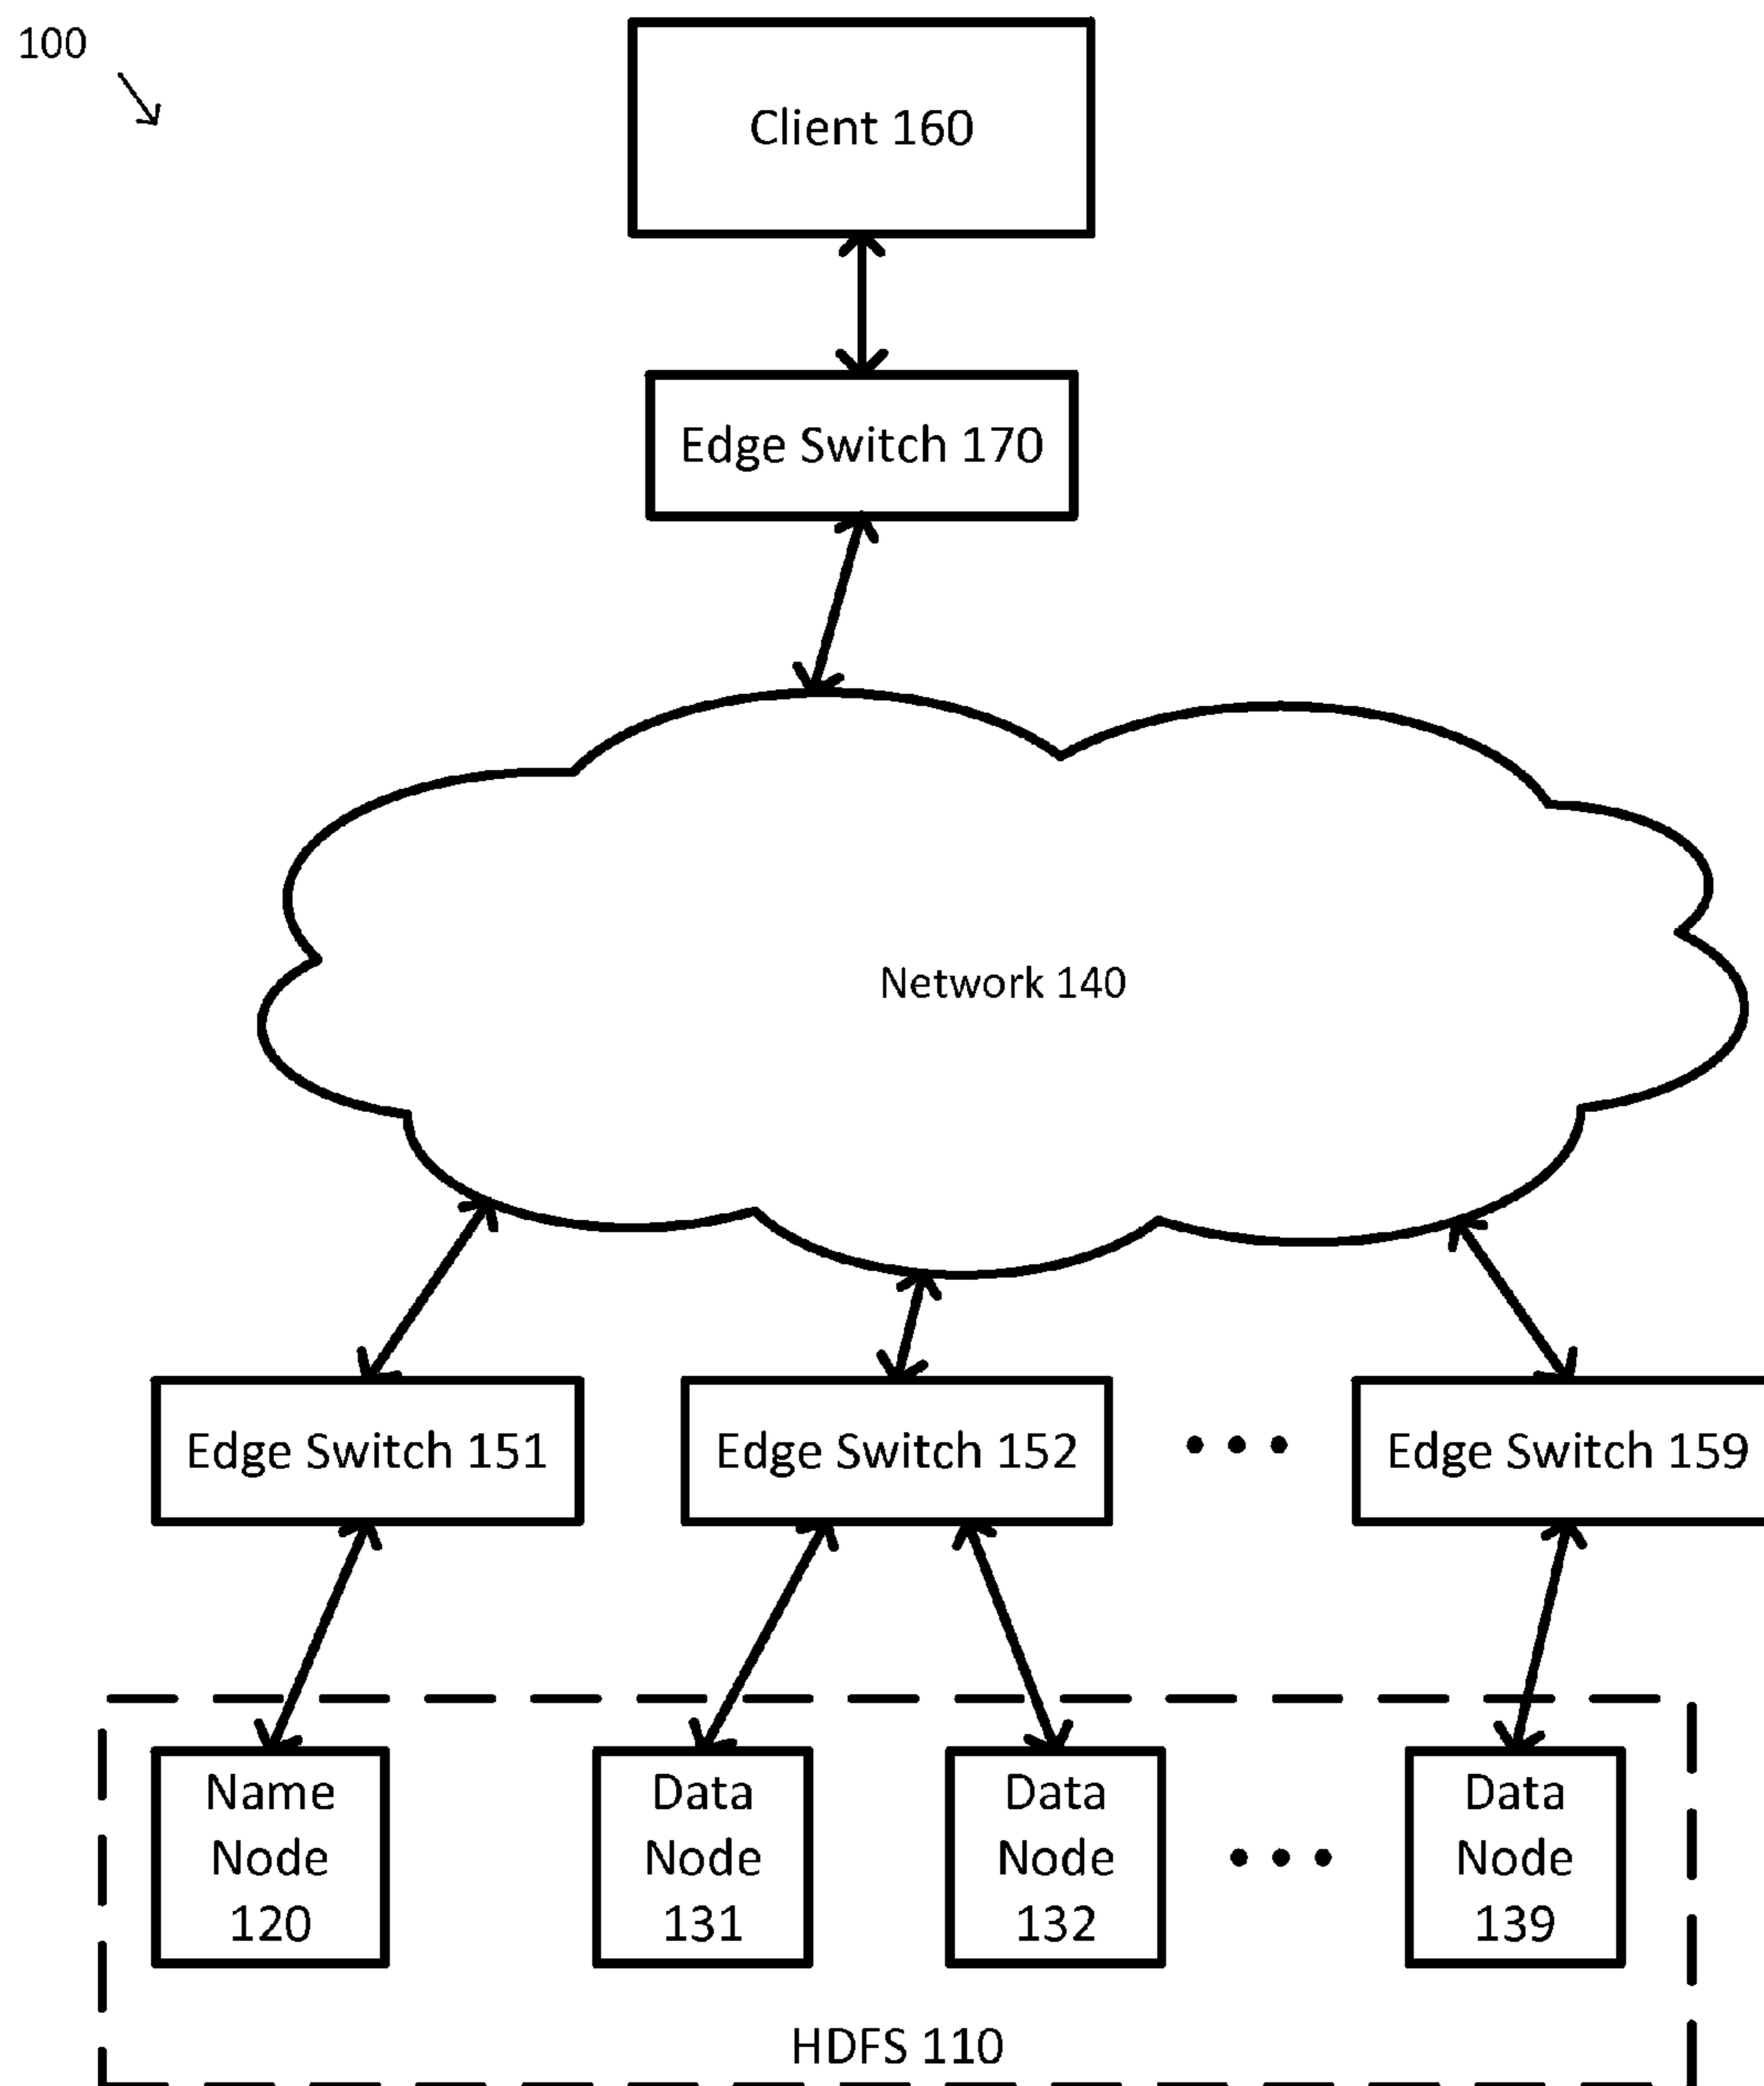 100
Client 160
Edge Switch 170
Network 140
Edge Switch 151
Edge Switch 152
Edge Switch 159
Name
Node
120
Data
Node
131
Data
Node
132
Data
Node
139
HDFS 110